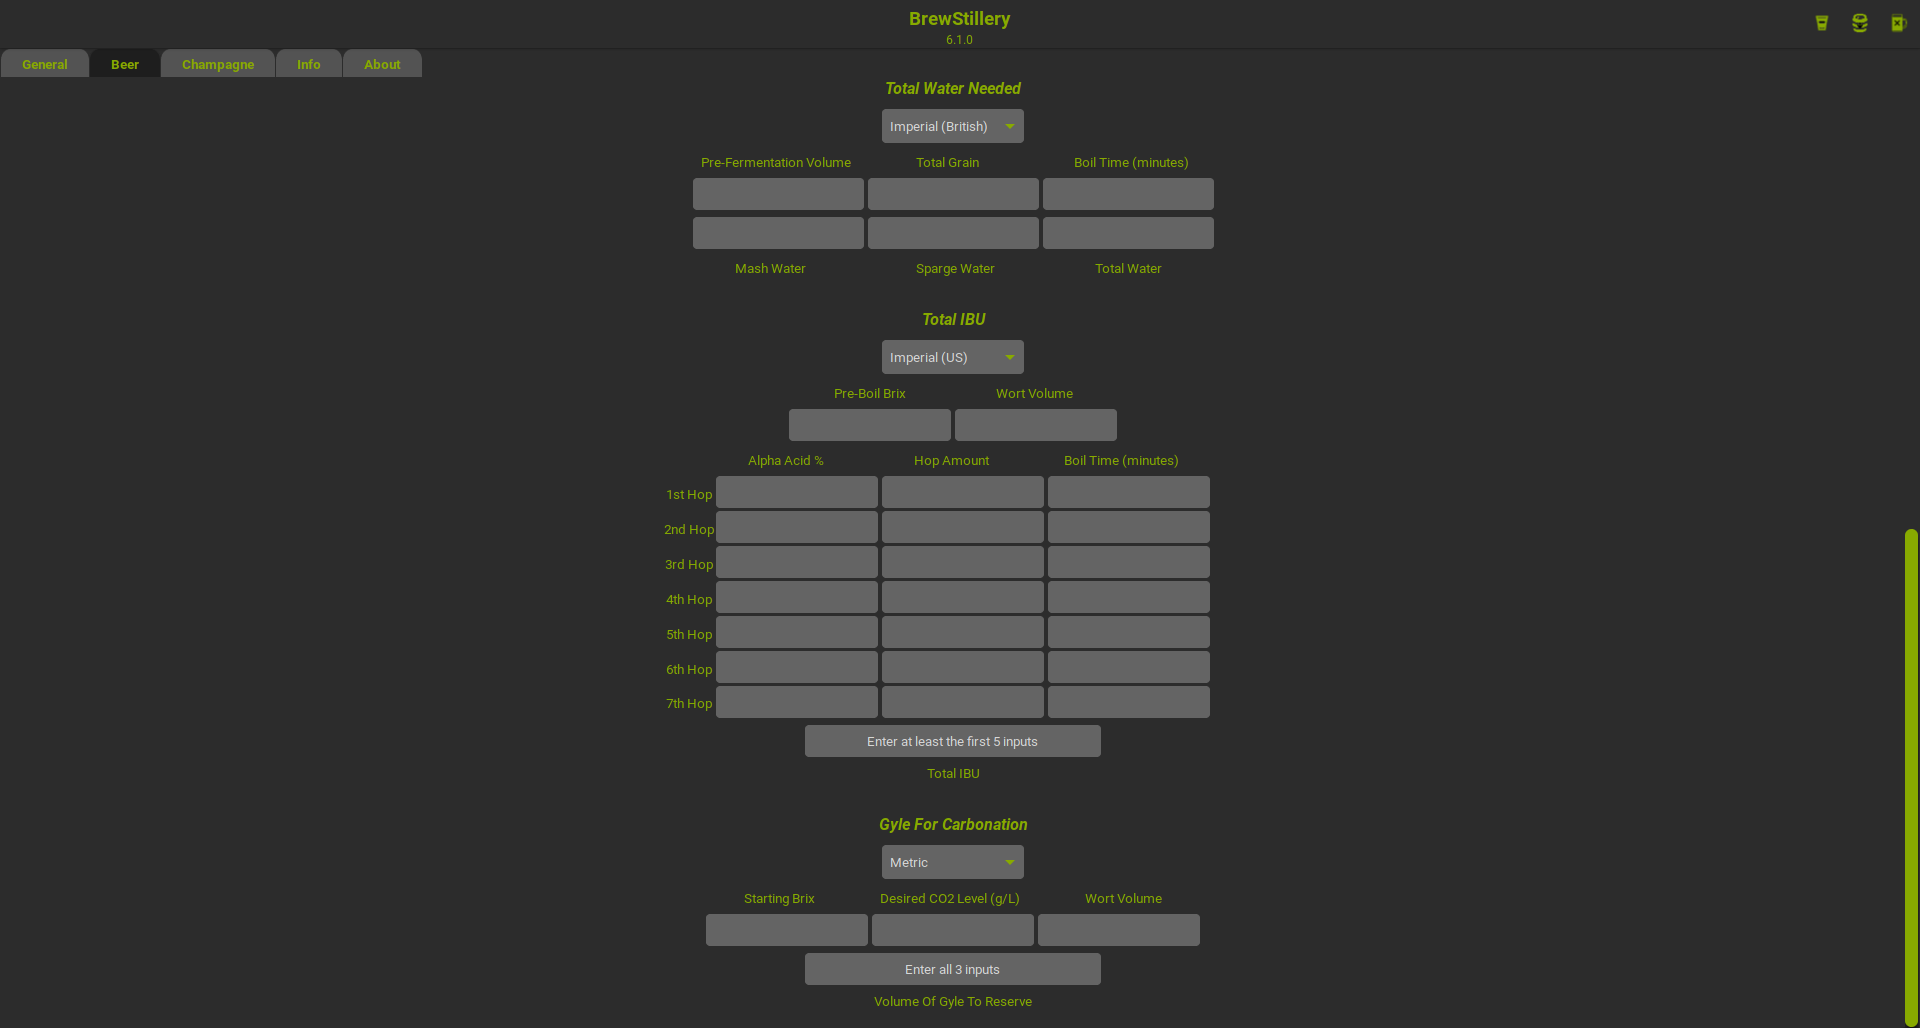 BrewStillery
6.1.0
General Beer Champagne Info About
Total Water Needed
Imperial (British)
Pre-Fermentation Volume Total Grain Boil Time (minutes)
Mash Water Sparge Water Total Water
Total IBU
Imperial (US)
Pre-Boil Brix Wort Volume
Alpha Acid % Hop Amount Boil Time (minutes)
1st Hop
2nd Hop
3rd Hop
4th Hop
5th Hop
6th Hop
7th Hop
Enter at least the first 5 inputs
Total IBU
Gyle For Carbonation
Metric
Starting Brix Desired CO2 Level (g/L) Wort Volume
Enter all 3 inputs
Volume Of Gyle To Reserve